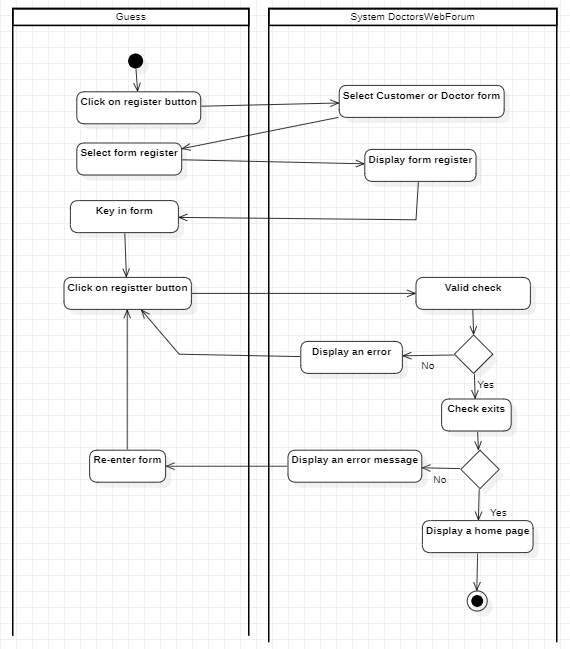 Guess
System DoctorsWebForum
Click on register button
Select Customer or Doctor form
Select form register
Display form register
Key in form
Click on registter button
Valid check
Display an error
No
Yes
Check exits
Re-enter form
Display an error message
No
Yes
Display a home page